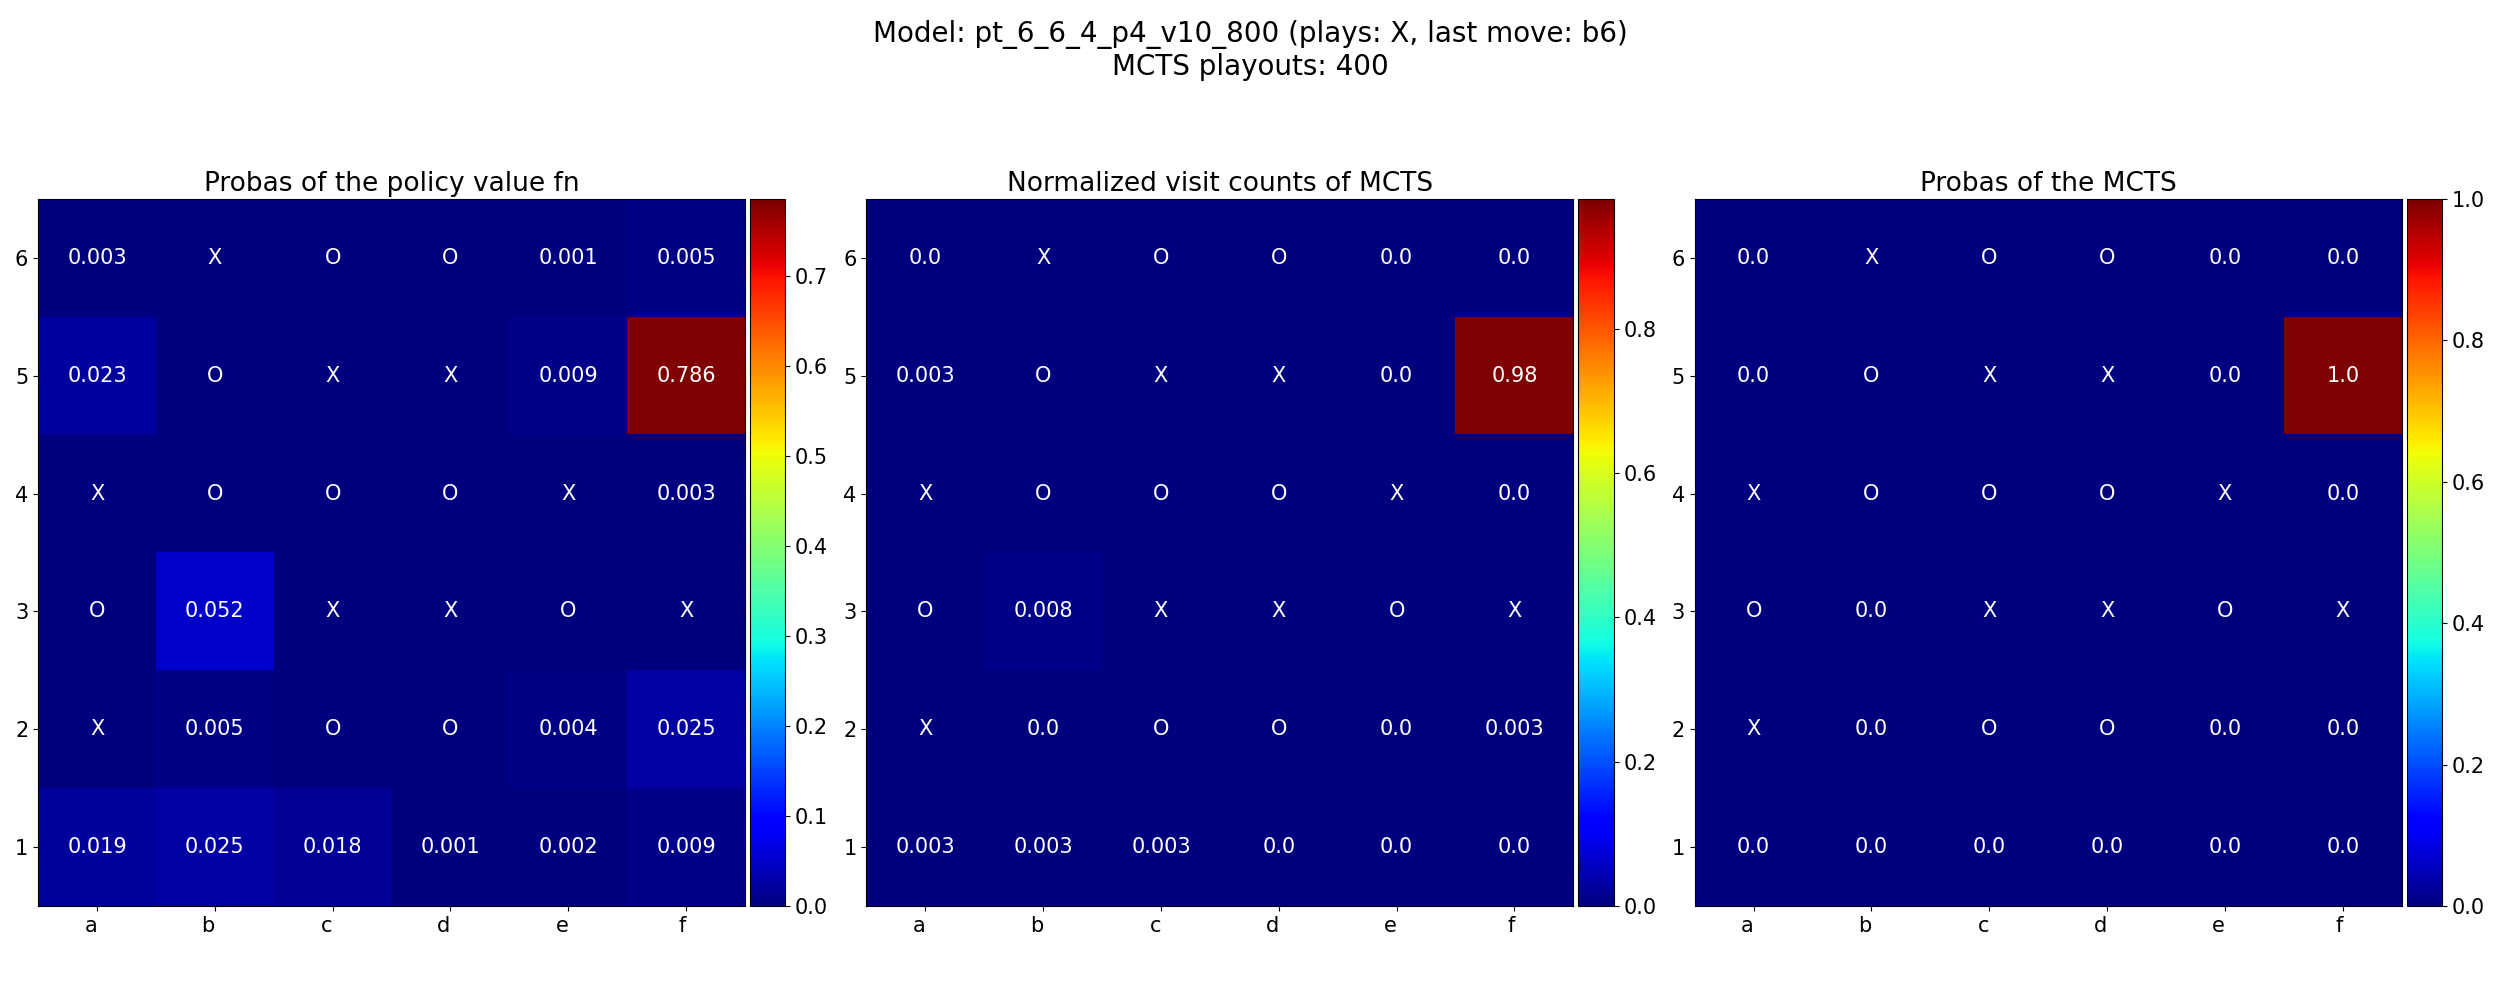 Model: pt_6_6_4_p4_v10_800 (plays: X, last move: b6)
MCTS playouts: 400
Probas of the policy value fn
6 0.003 X O O 0.001 0.005
5 0.023 O X X 0.009 0.786
4 X O O O X 0.003
3 O 0.052 X X O X
2 X 0.005 O O 0.004 0.025
1 0.019 0.025 0.018 0.001 0.002 0.009
a b c d e f
0.7
0.6
0.5
0.4
0.3
0.2
0.1
0.0
Normalized visit counts of MCTS
6 0.0 X O O 0.0 0.0
5 0.003 O X X 0.0 0.98
4 X O O O X 0.0
3 O 0.008 X X O X
2 X 0.0 O O 0.0 0.003
1 0.003 0.003 0.003 0.0 0.0 0.0
a b c d e f
0.8
0.6
0.4
0.2
0.0
Probas of the MCTS
6 0.0 X O O 0.0 0.0
5 0.0 O X X 0.0 1.0
4 X O O O X 0.0
3 O 0.0 X X O X
2 X 0.0 O O 0.0 0.0
1 0.0 0.0 0.0 0.0 0.0 0.0
a b c d e f
1.0
0.8
0.6
0.4
0.2
0.0